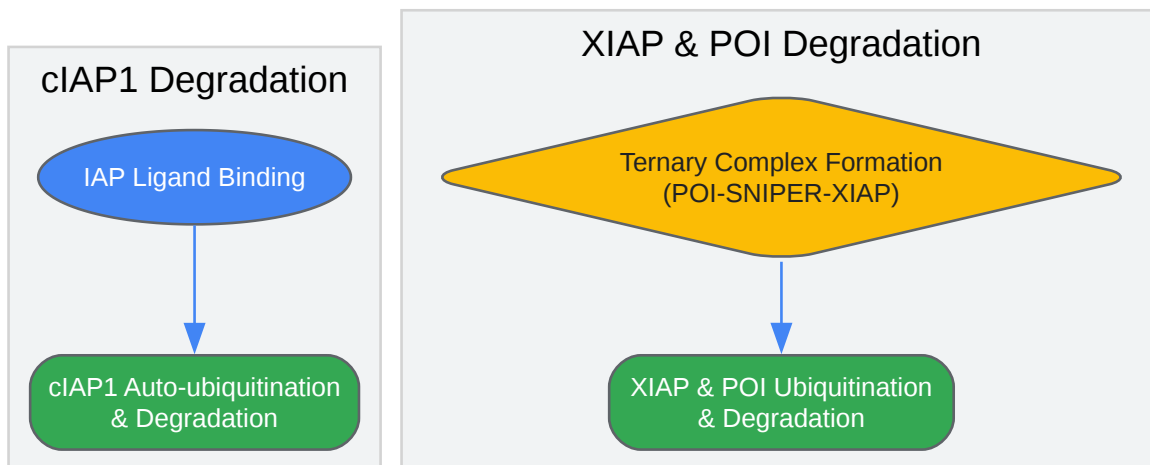 cIAP1 Degradation
IAP Ligand Binding
cIAP1 Auto-ubiquitination
& Degradation
XIAP & POI Degradation
Ternary Complex Formation
(POI-SNIPER-XIAP)
XIAP & POI Ubiquitination
& Degradation